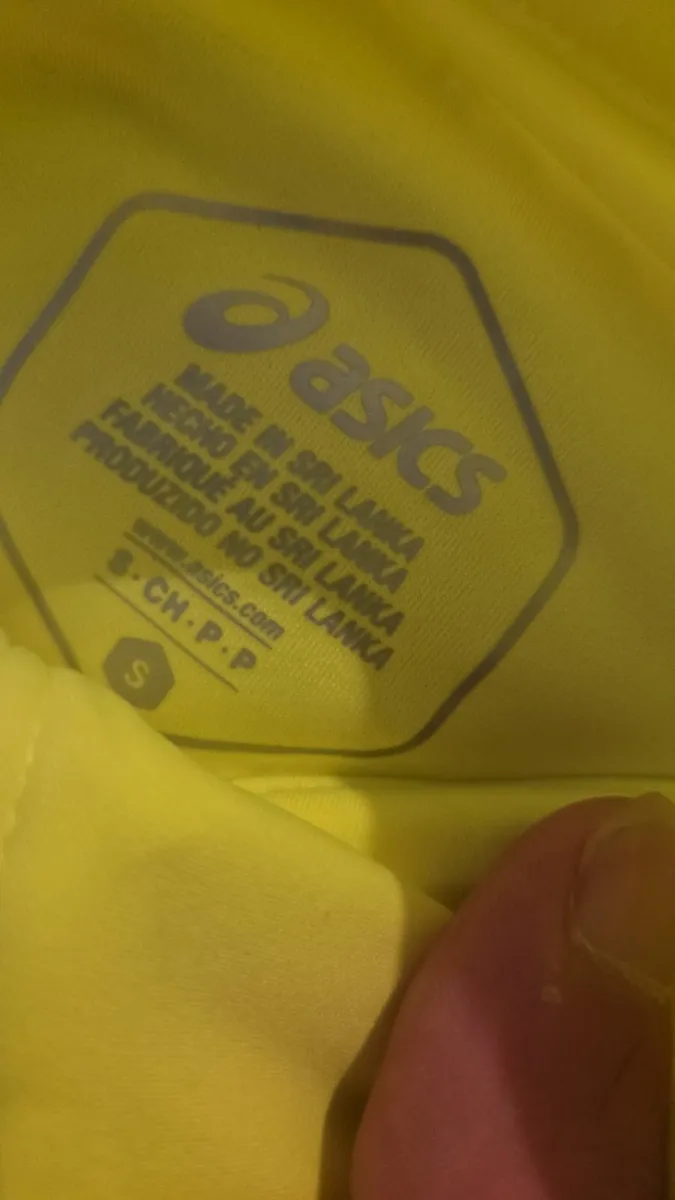 asics
MADE IN SRI LANKA
HECHO EN SRI LANKA
FABRIQUÉ AU SRI LANKA
PRODUZIDO NO SRI LANKA
www.asics.com
S·CH·P·P
S